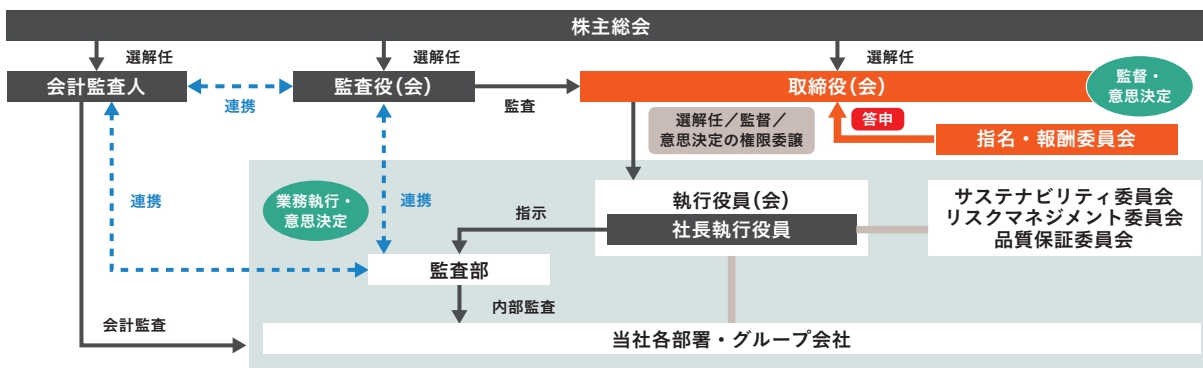 株主総会
選解任
選解任
選解任
会計監査人
連携
監査役(会)
監査
取締役(会)
監督・
意思決定
選解任／監督／
意思決定の権限委譲
答申
指名・報酬委員会
連携
業務執行・
意思決定
連携
指示
執行役員(会)
社長執行役員
サステナビリティ委員会
リスクマネジメント委員会
品質保証委員会
監査部
内部監査
会計監査
当社各部署・グループ会社